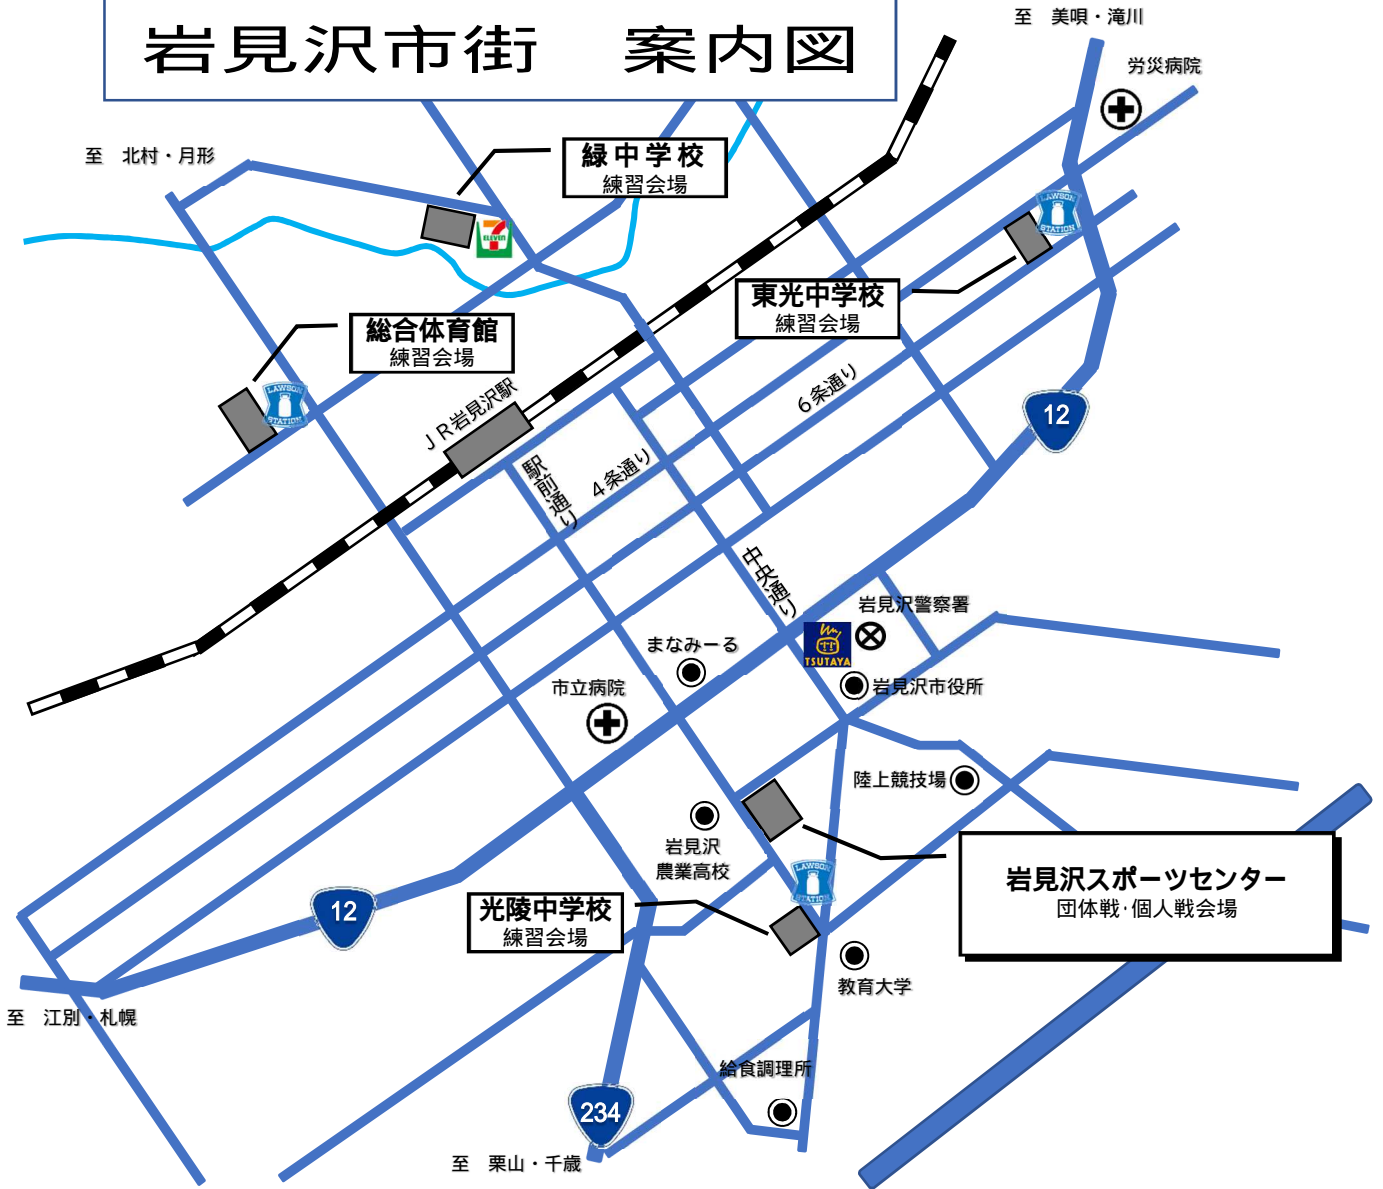 岩見沢市街　案内図
至　美唄・滝川
労災病院
至　北村・月形
緑中学校
練習会場
7
ELEVEN
LAWSON
STATION
東光中学校
練習会場
総合体育館
練習会場
LAWSON
STATION
ＪＲ岩見沢駅
６条通り
12
駅前通り
４条通り
中央通り
岩見沢警察署
TSUTAYA
まなみーる
岩見沢市役所
市立病院
陸上競技場
岩見沢
農業高校
LAWSON
STATION
岩見沢スポーツセンター
団体戦･個人戦会場
12
光陵中学校
練習会場
教育大学
至　江別・札幌
給食調理所
234
至　栗山・千歳